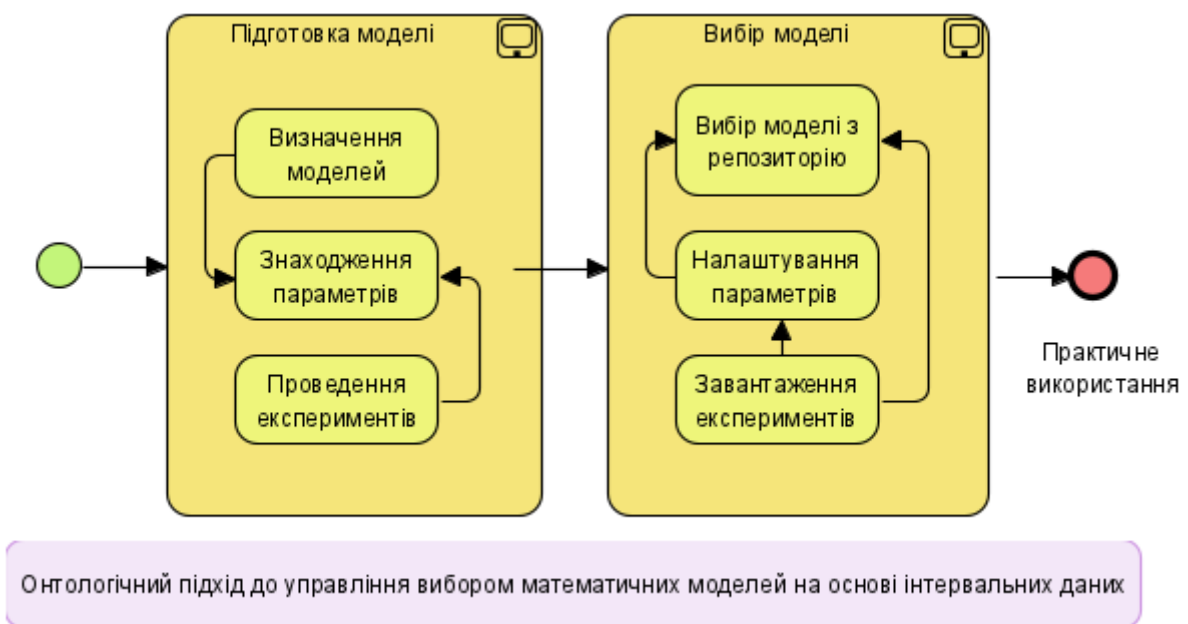 Підготовка моделі
Визначення
моделей
Знаходження
параметрів
Проведення
експериментів
Вибір моделі
Вибір моделі з
репозиторію
Налаштування
параметрів
Завантаження
експериментів
Практичне
використання
Онтологічний підхід до управління вибором математичних моделей на основі інтервальних даних